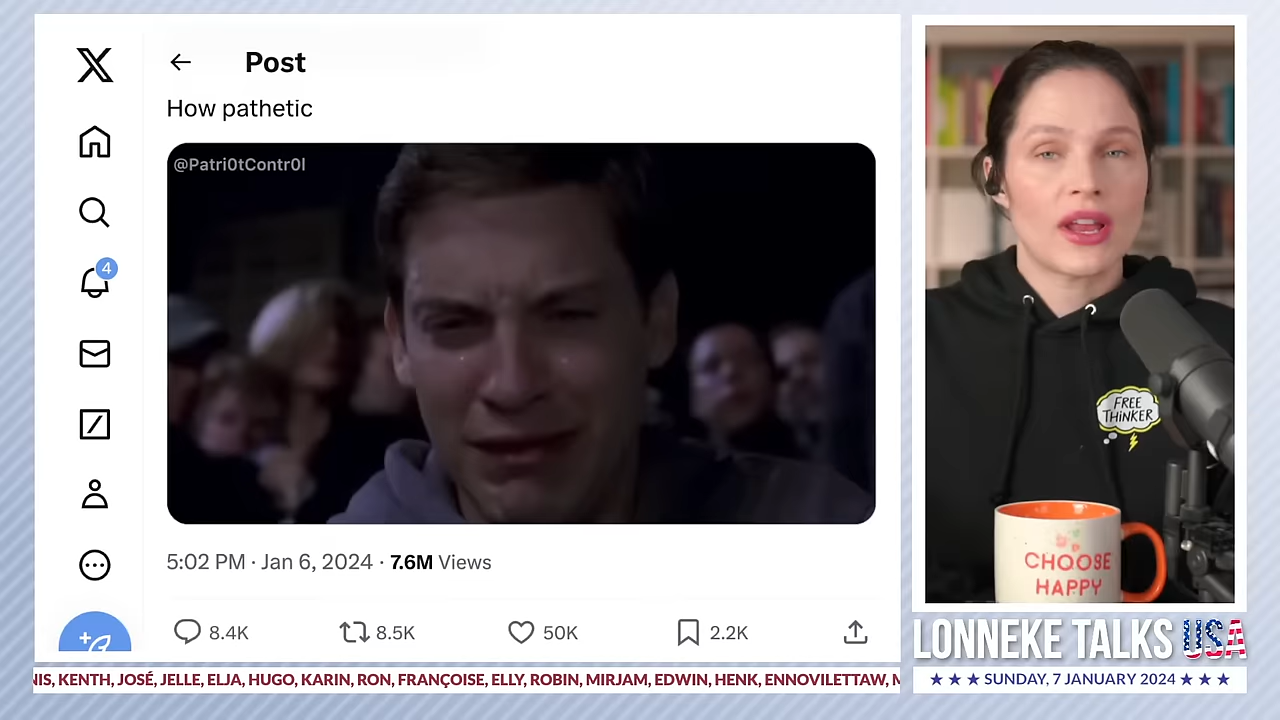 Post
How pathetic
@Patri0tContr0l
4
5:02 PM · Jan 6, 2024 · 7.6M Views
8.4K
8.5K
50K
2.2K
FREE
THiNKER
CHOOSE
HAPPY
LONNEKE TALKS USA
NIS, KENTH, JOSÉ, JELLE, ELJA, HUGO, KARIN, RON, FRANÇOISE, ELLY, ROBIN, MIRJAM, EDWIN, HENK, ENNOVILETTAW, M
★ ★ ★ SUNDAY, 7 JANUARY 2024 ★ ★ ★